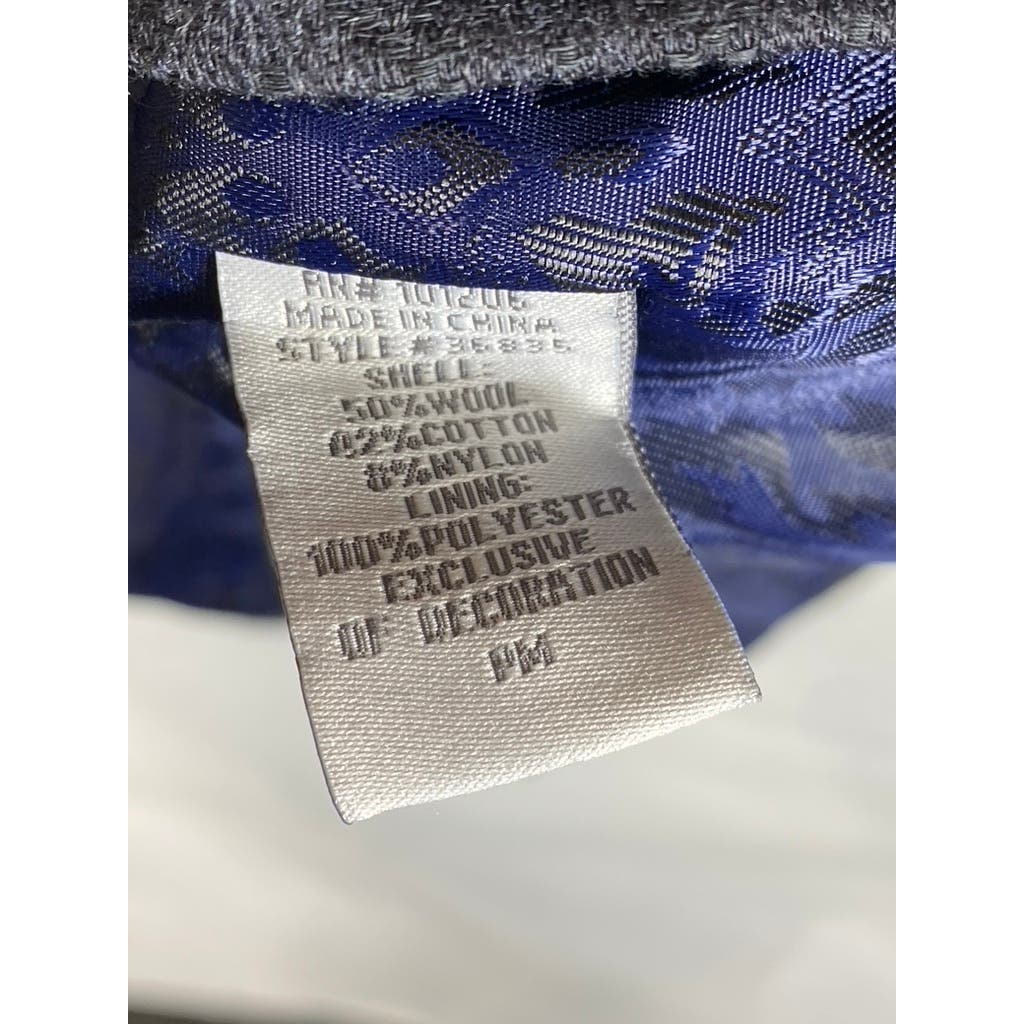 RN# 101206
MADE IN CHINA
STYLE #36835
SHELL:
50%WOOL
42%COTTON
8%NYLON
LINING:
100%POLYESTER
EXCLUSIVE
OF DECORATION
PM